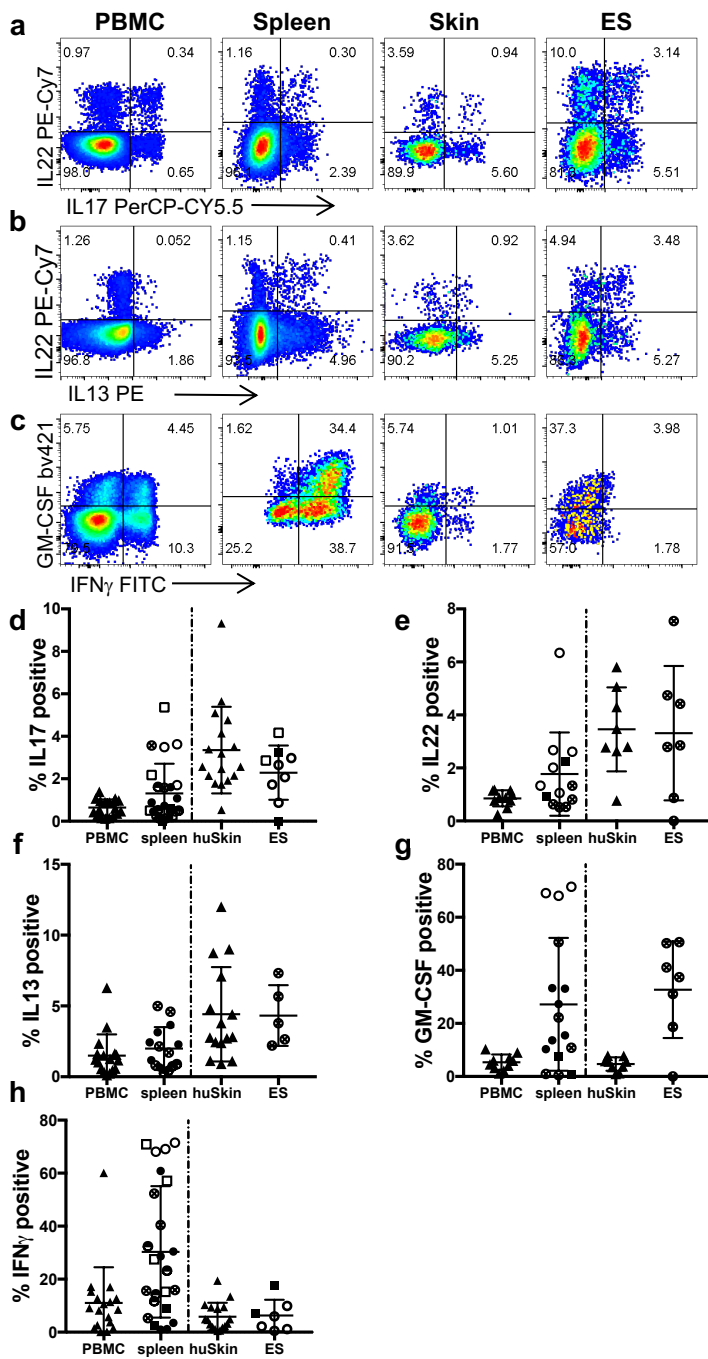 a PBMC Spleen Skin ES
0.97 0.34 1.16 0.30 3.59 0.94 10.0 3.14
IL22 PE-Cy7
0.65 2.39 89.9 5.60 5.51
IL17 PerCP-CY5.5
b
1.26 0.052 1.15 0.41 3.62 0.92 4.94 3.48
IL22 PE-Cy7
96.8 1.86 4.96 90.2 5.25 5.27
IL13 PE
c
5.75 4.45 1.62 34.4 5.74 1.01 37.3 3.98
GM-CSF bv421
10.3 25.2 38.7 1.77 57.0 1.78
IFNγ FITC
d
% IL17 positive
10
8
6
4
2
0
PBMC spleen huSkin ES
e
% IL22 positive
8
6
4
2
0
PBMC spleen huSkin ES
f
% IL13 positive
15
10
5
0
PBMC spleen huSkin ES
g
% GM-CSF positive
80
60
40
20
0
PBMC spleen huSkin ES
h
% IFNγ positive
80
60
40
20
0
PBMC spleen huSkin ES